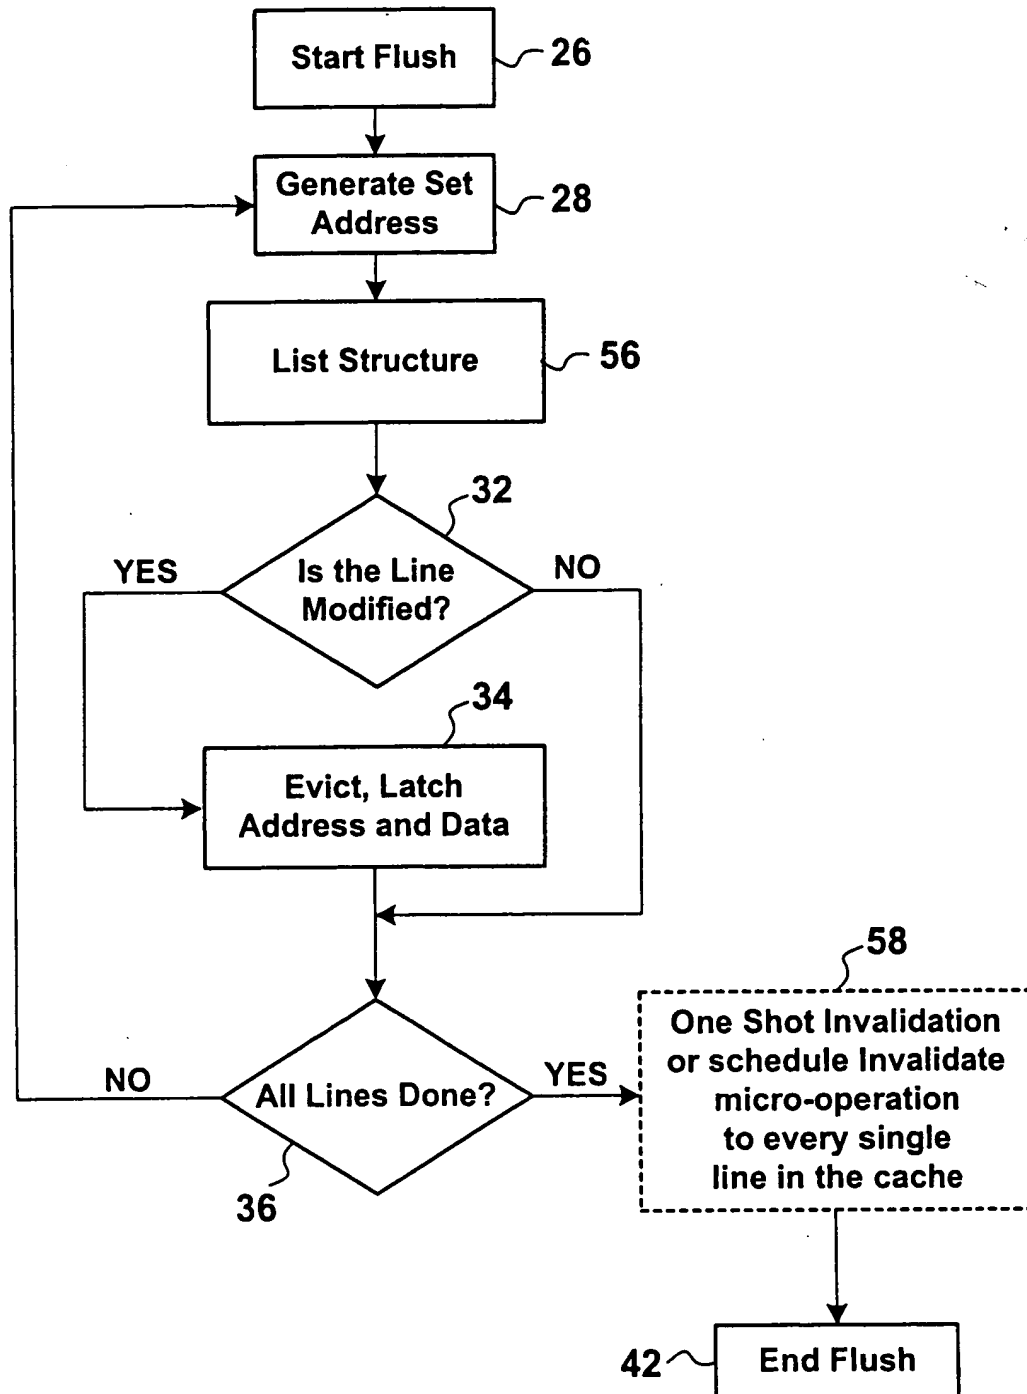 Start Flush
26
Generate Set
Address
28
List Structure
56
32
Is the Line
Modified?
YES
NO
34
Evict, Latch
Address and Data
58
One Shot Invalidation
or schedule Invalidate
micro-operation
to every single
line in the cache
All Lines Done?
NO
YES
36
42
End Flush